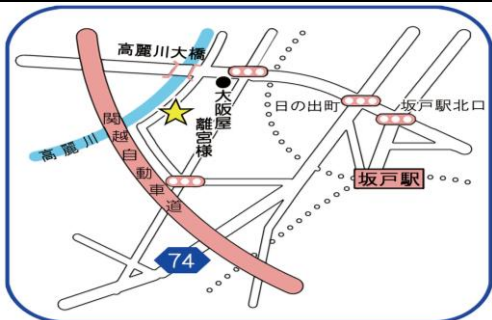 高麗川大橋
大阪屋
離宮様
日の出町
坂戸駅北口
高麗川
関越自動車道
坂戸駅
74